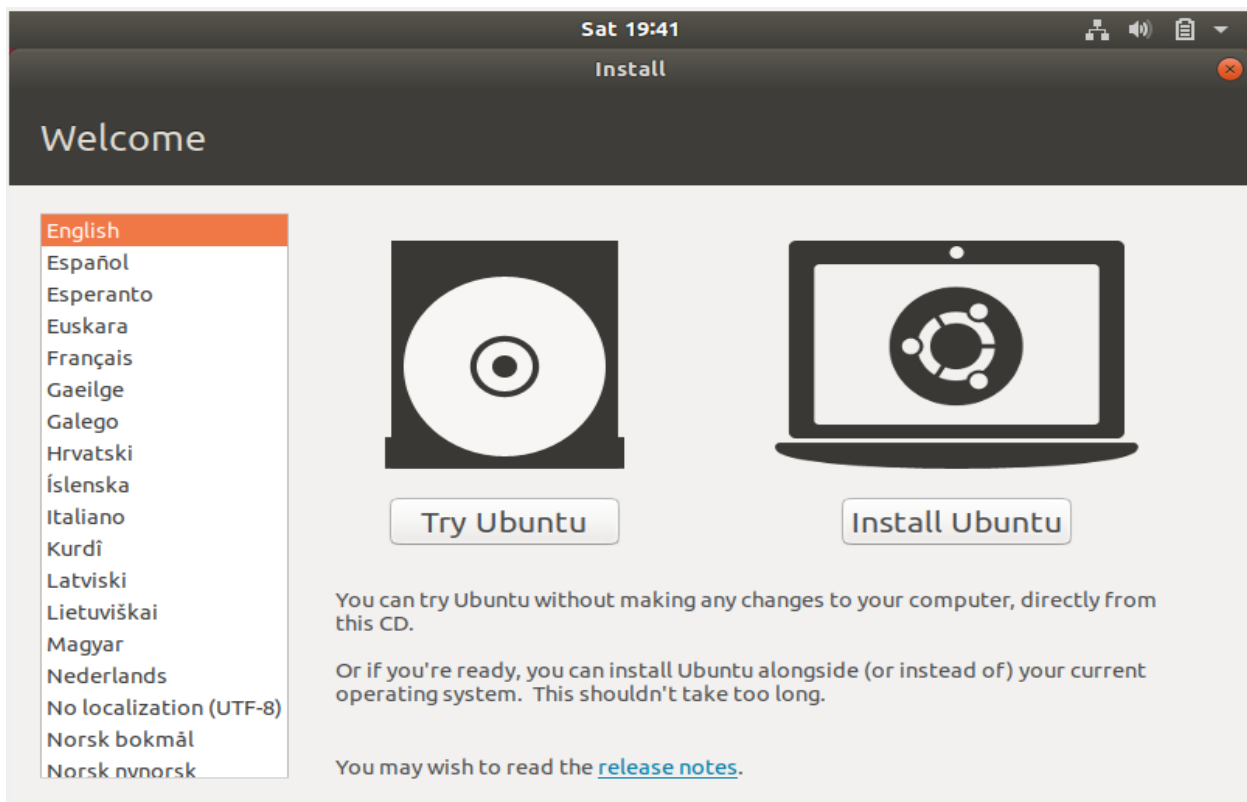 Sat 19:41
Install
Welcome
English
Español
Esperanto
Euskara
Français
Gaeilge
Galego
Hrvatski
Íslenska
Italiano
Kurdî
Latviski
Lietuviškai
Magyar
Nederlands
No localization (UTF-8)
Norsk bokmål
Norsk nynorsk
Try Ubuntu
Install Ubuntu
You can try Ubuntu without making any changes to your computer, directly from
this CD.
Or if you're ready, you can install Ubuntu alongside (or instead of) your current
operating system. This shouldn't take too long.
You may wish to read the release notes.